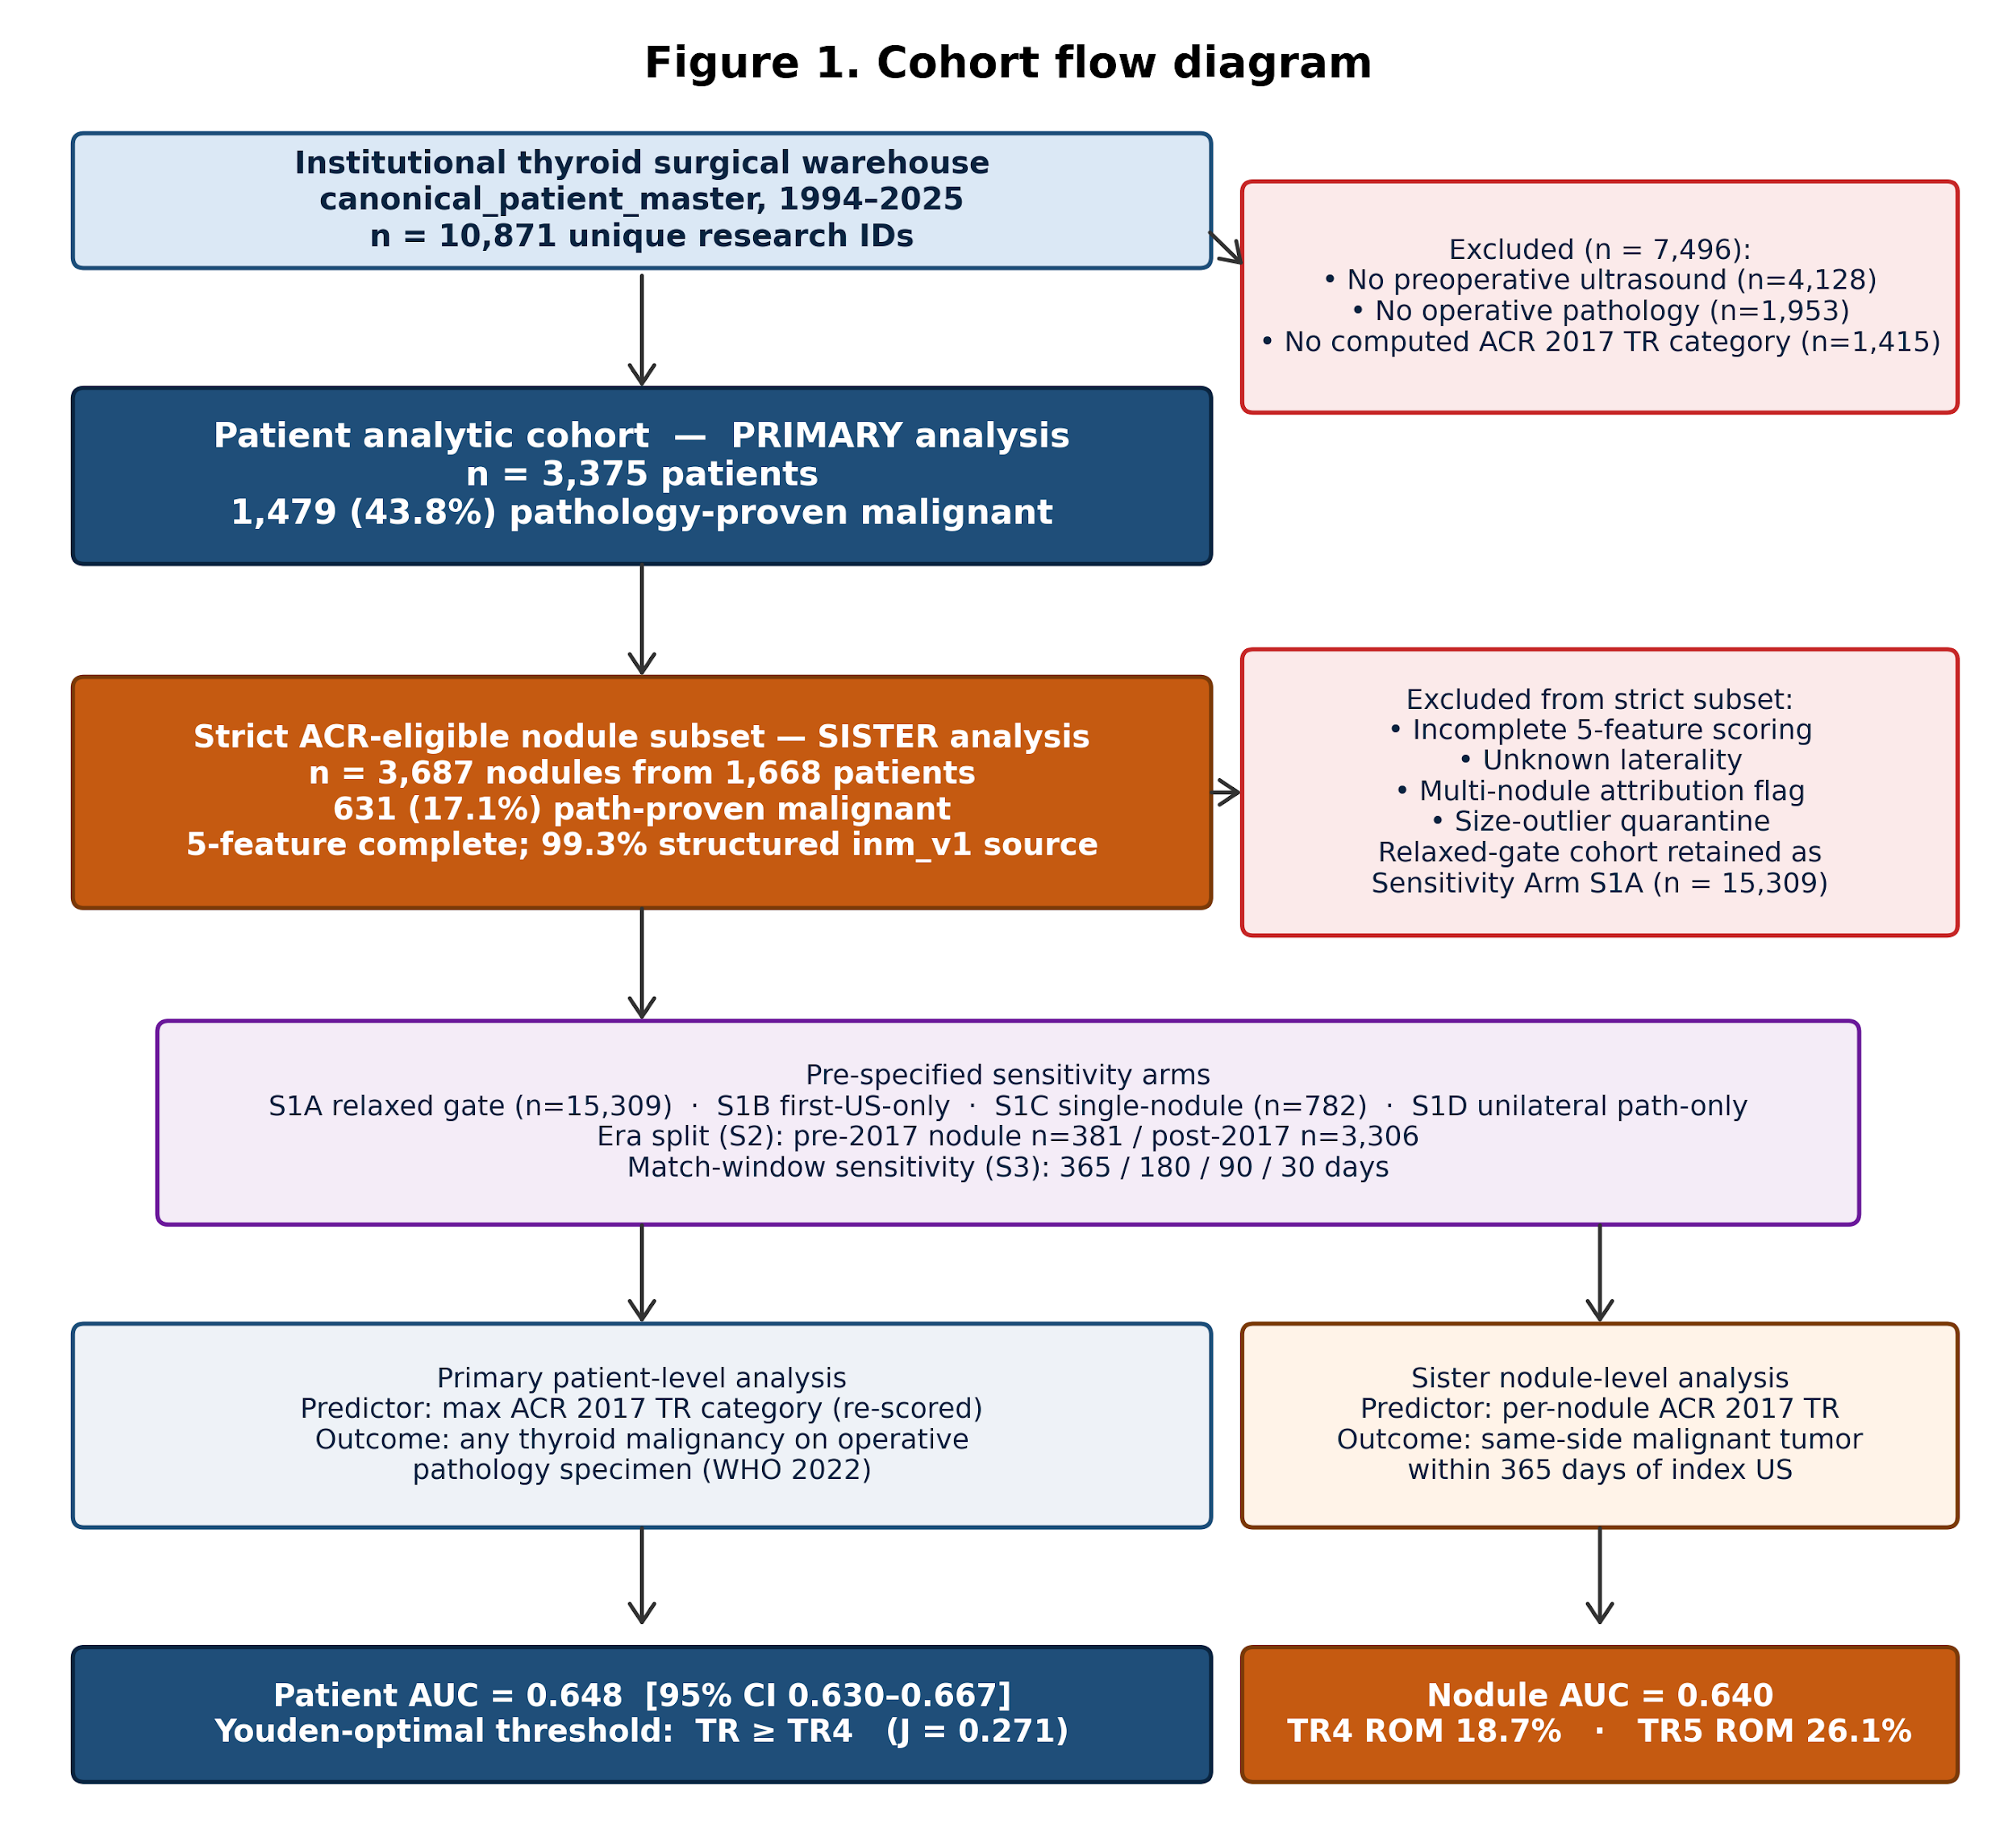 Figure 1. Cohort flow diagram
Institutional thyroid surgical warehouse
canonical_patient_master, 1994–2025
n = 10,871 unique research IDs
Excluded (n = 7,496):
• No preoperative ultrasound (n=4,128)
• No operative pathology (n=1,953)
• No computed ACR 2017 TR category (n=1,415)
Patient analytic cohort — PRIMARY analysis
n = 3,375 patients
1,479 (43.8%) pathology-proven malignant
Strict ACR-eligible nodule subset — SISTER analysis
n = 3,687 nodules from 1,668 patients
631 (17.1%) path-proven malignant
5-feature complete; 99.3% structured inm_v1 source
Excluded from strict subset:
• Incomplete 5-feature scoring
• Unknown laterality
• Multi-nodule attribution flag
• Size-outlier quarantine
Relaxed-gate cohort retained as
Sensitivity Arm S1A (n = 15,309)
Pre-specified sensitivity arms
S1A relaxed gate (n=15,309) · S1B first-US-only · S1C single-nodule (n=782) · S1D unilateral path-only
Era split (S2): pre-2017 nodule n=381 / post-2017 n=3,306
Match-window sensitivity (S3): 365 / 180 / 90 / 30 days
Primary patient-level analysis
Predictor: max ACR 2017 TR category (re-scored)
Outcome: any thyroid malignancy on operative
pathology specimen (WHO 2022)
Sister nodule-level analysis
Predictor: per-nodule ACR 2017 TR
Outcome: same-side malignant tumor
within 365 days of index US
Patient AUC = 0.648 [95% CI 0.630–0.667]
Youden-optimal threshold: TR ≥ TR4 (J = 0.271)
Nodule AUC = 0.640
TR4 ROM 18.7% · TR5 ROM 26.1%